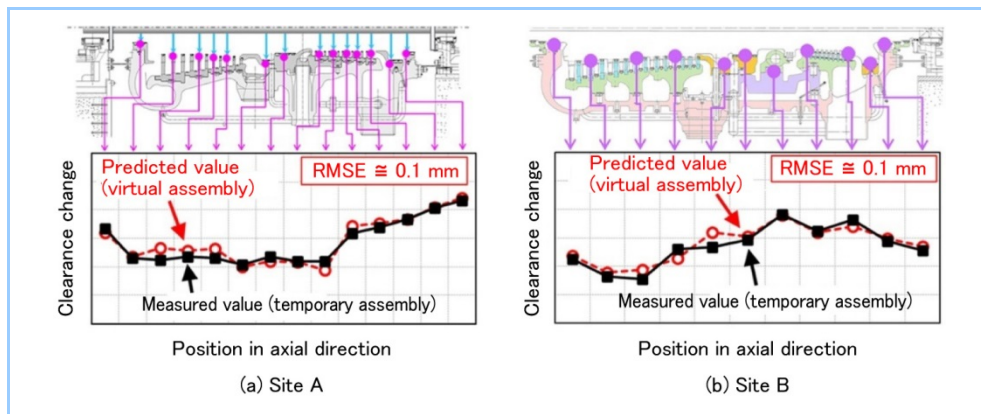 Clearance change
Predicted value
(virtual assembly)
RMSE ≅ 0.1 mm
Measured value (temporary assembly)
Position in axial direction
(a) Site A
Clearance change
Predicted value
(virtual assembly)
RMSE ≅ 0.1 mm
Measured value (temporary assembly)
Position in axial direction
(b) Site B